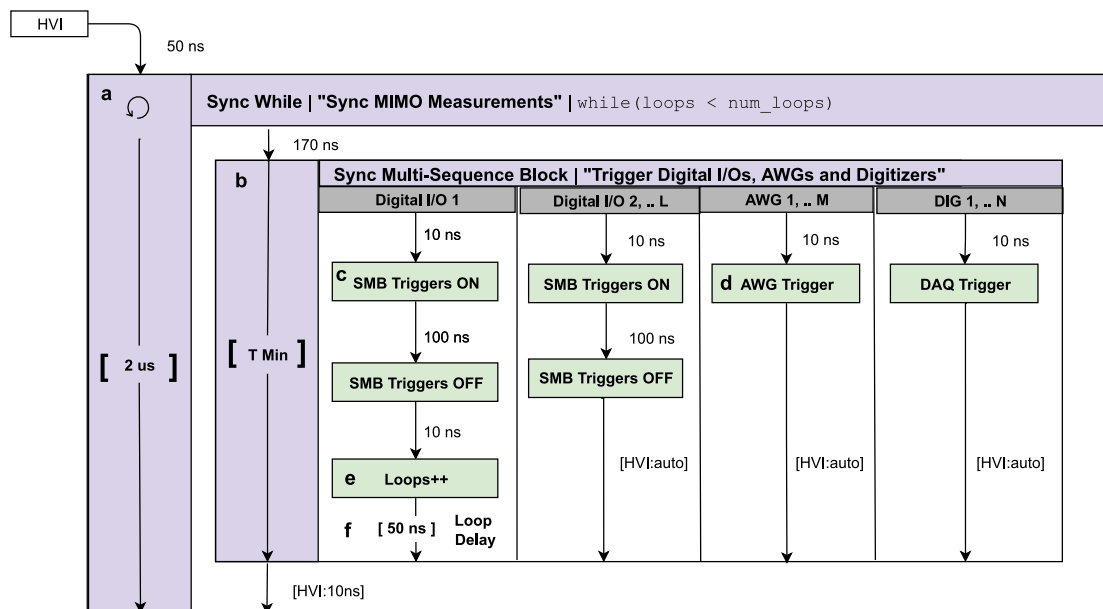 HVI
50 ns
a
Sync While | "Sync MIMO Measurements" | while(loops < num_loops)
170 ns
b
Sync Multi-Sequence Block | "Trigger Digital I/Os, AWGs and Digitizers"
Digital I/O 1
Digital I/O 2, .. L
AWG 1, .. M
DIG 1, .. N
10 ns
10 ns
10 ns
10 ns
c
SMB Triggers ON
SMB Triggers ON
d
AWG Trigger
DAQ Trigger
100 ns
100 ns
[ 2 us ]
[ T Min ]
SMB Triggers OFF
SMB Triggers OFF
10 ns
[HVI:auto]
[HVI:auto]
[HVI:auto]
e
Loops++
f
[ 50 ns ]
Loop
Delay
[HVI:10ns]